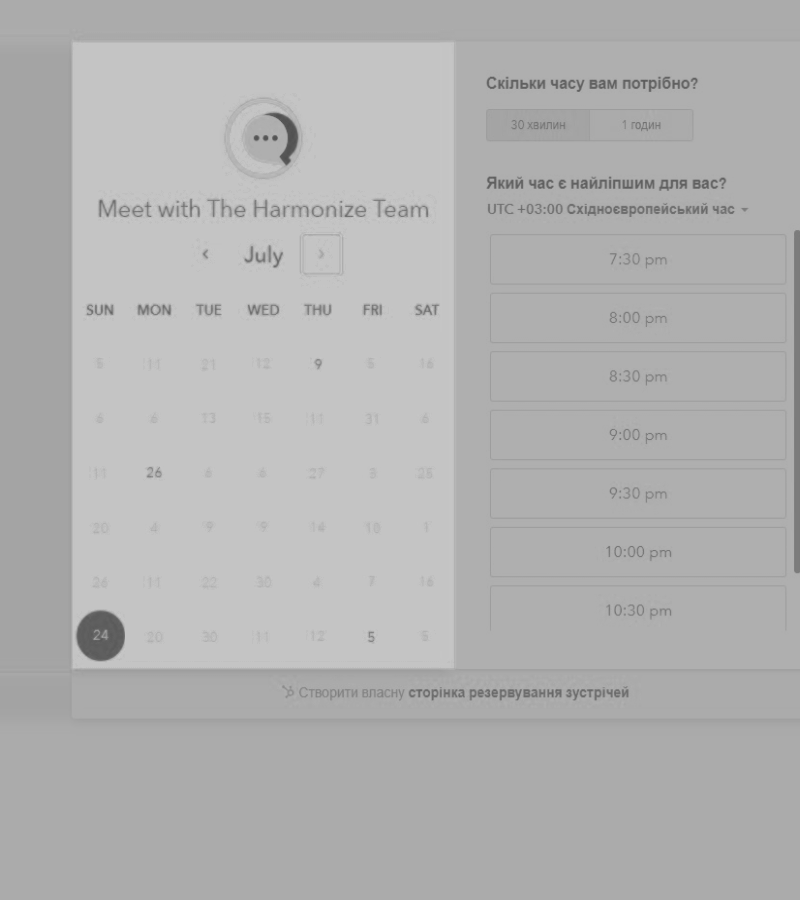 Meet with The Harmonize Team
July
SUN MON TUE WED THU FRI SAT
5 11 21 12 9 5 16
6 6 13 15 11 31 6
11 26 6 6 27 3
20 4 9 9 14 10 1
26 11 22 30 4 7 16
24 20 30 11 12 5 5
Скільки часу вам потрібно?
30 хвилин 1 годин
Який час є найліпшим для вас?
UTC +03:00 Східноєвропейський час
7:30 pm
8:00 pm
8:30 pm
9:00 pm
9:30 pm
10:00 pm
10:30 pm
Створити власну сторінка резервування зустрічей